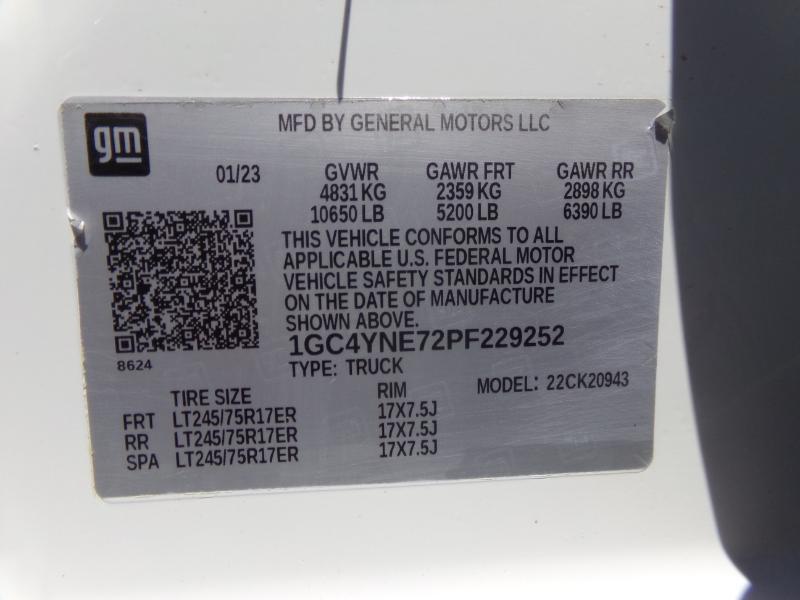 gm
MFD BY GENERAL MOTORS LLC
01/23 GVWR GAWR FRT GAWR RR
4831 KG 2359 KG 2898 KG
10650 LB 5200 LB 6390 LB
THIS VEHICLE CONFORMS TO ALL
APPLICABLE U.S. FEDERAL MOTOR
VEHICLE SAFETY STANDARDS IN EFFECT
ON THE DATE OF MANUFACTURE
SHOWN ABOVE.
1GC4YNE72PF229252
8624
TYPE: TRUCK
MODEL: 22CK20943
TIRE SIZE RIM
FRT LT245/75R17ER 17X7.5J
RR LT245/75R17ER 17X7.5J
SPA LT245/75R17ER 17X7.5J